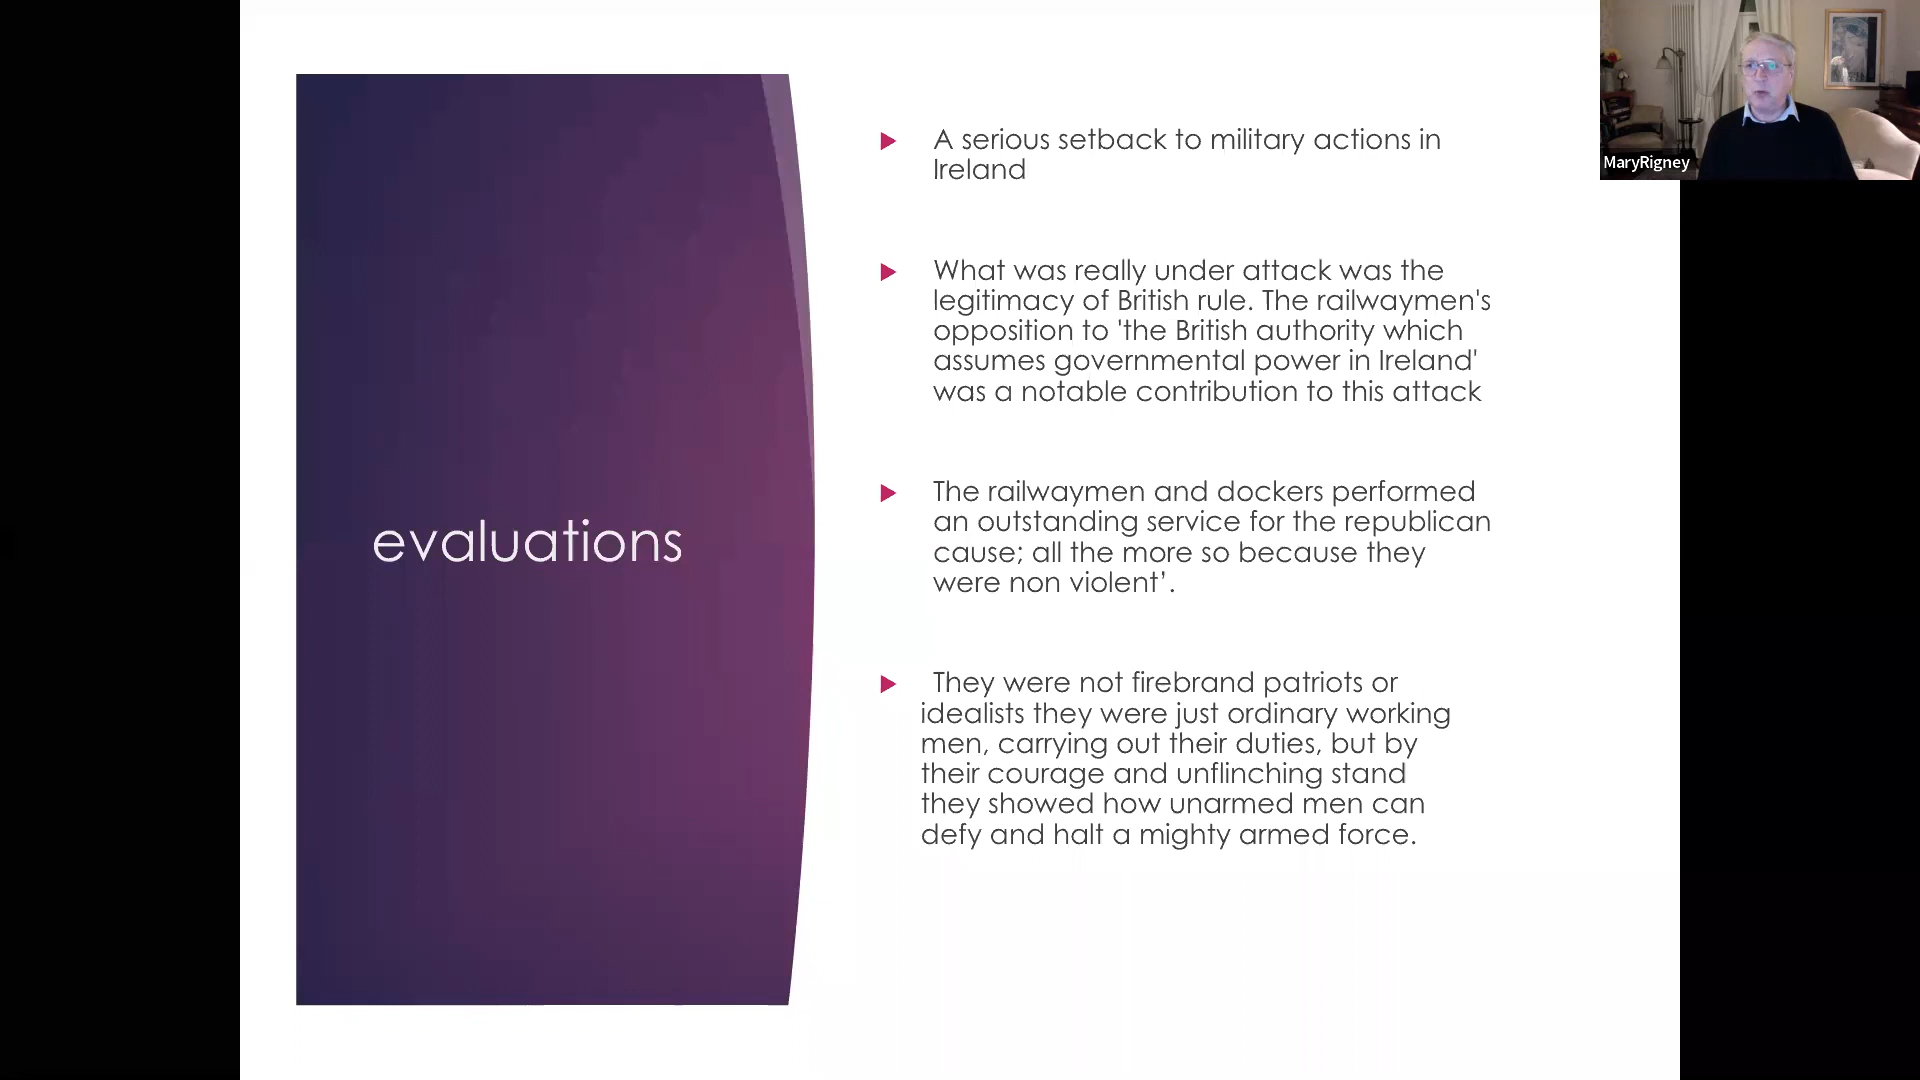 evaluations
A serious setback to military actions in
Ireland
What was really under attack was the
legitimacy of British rule. The railwaymen's
opposition to 'the British authority which
assumes governmental power in Ireland'
was a notable contribution to this attack
The railwaymen and dockers performed
an outstanding service for the republican
cause; all the more so because they
were non violent’.
They were not firebrand patriots or
idealists they were just ordinary working
men, carrying out their duties, but by
their courage and unflinching stand
they showed how unarmed men can
defy and halt a mighty armed force.
MaryRigney